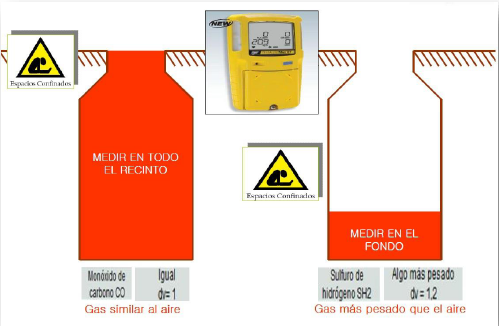 NEW
Espacios Confinados
MEDIR EN TODO
EL RECINTO
Espacios Confinados
MEDIR EN EL
FONDO
Monóxido de
carbono CO
Igual
dv= 1
Sulfuro de
hidrógeno SH2
Algo más pesado
dv = 1,2
Gas similar al aire
Gas más pesado que el aire